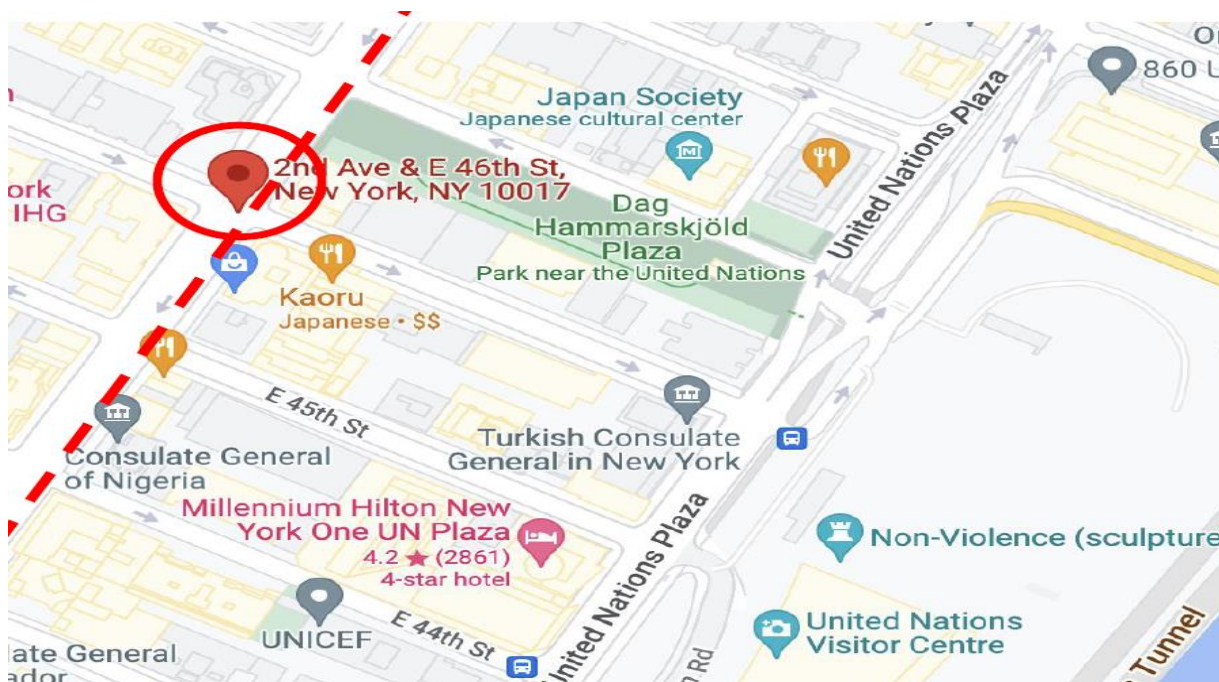 860 U
Japan Society
Japanese cultural center
United Nations Plaza
2nd Ave & E 46th St,
New York, NY 10017
ork
IHG
Dag
Hammarskjöld
Plaza
Park near the United Nations
Kaoru
Japanese • $$
E 45th St
Consulate General
of Nigeria
Turkish Consulate
General in New York
Millennium Hilton New
York One UN Plaza
4.2 ★ (2861)
4-star hotel
United Nations Plaza
Non-Violence (sculpture
UNICEF
E 44th St
United Nations
Visitor Centre
Tunnel
late General
ador
n Rd